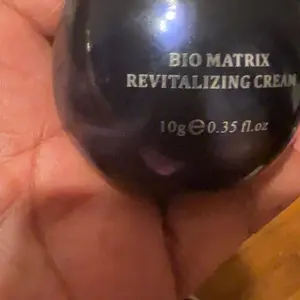 BIO MATRIX
REVITALIZING CREAM
10g℮0.35 fl.oz